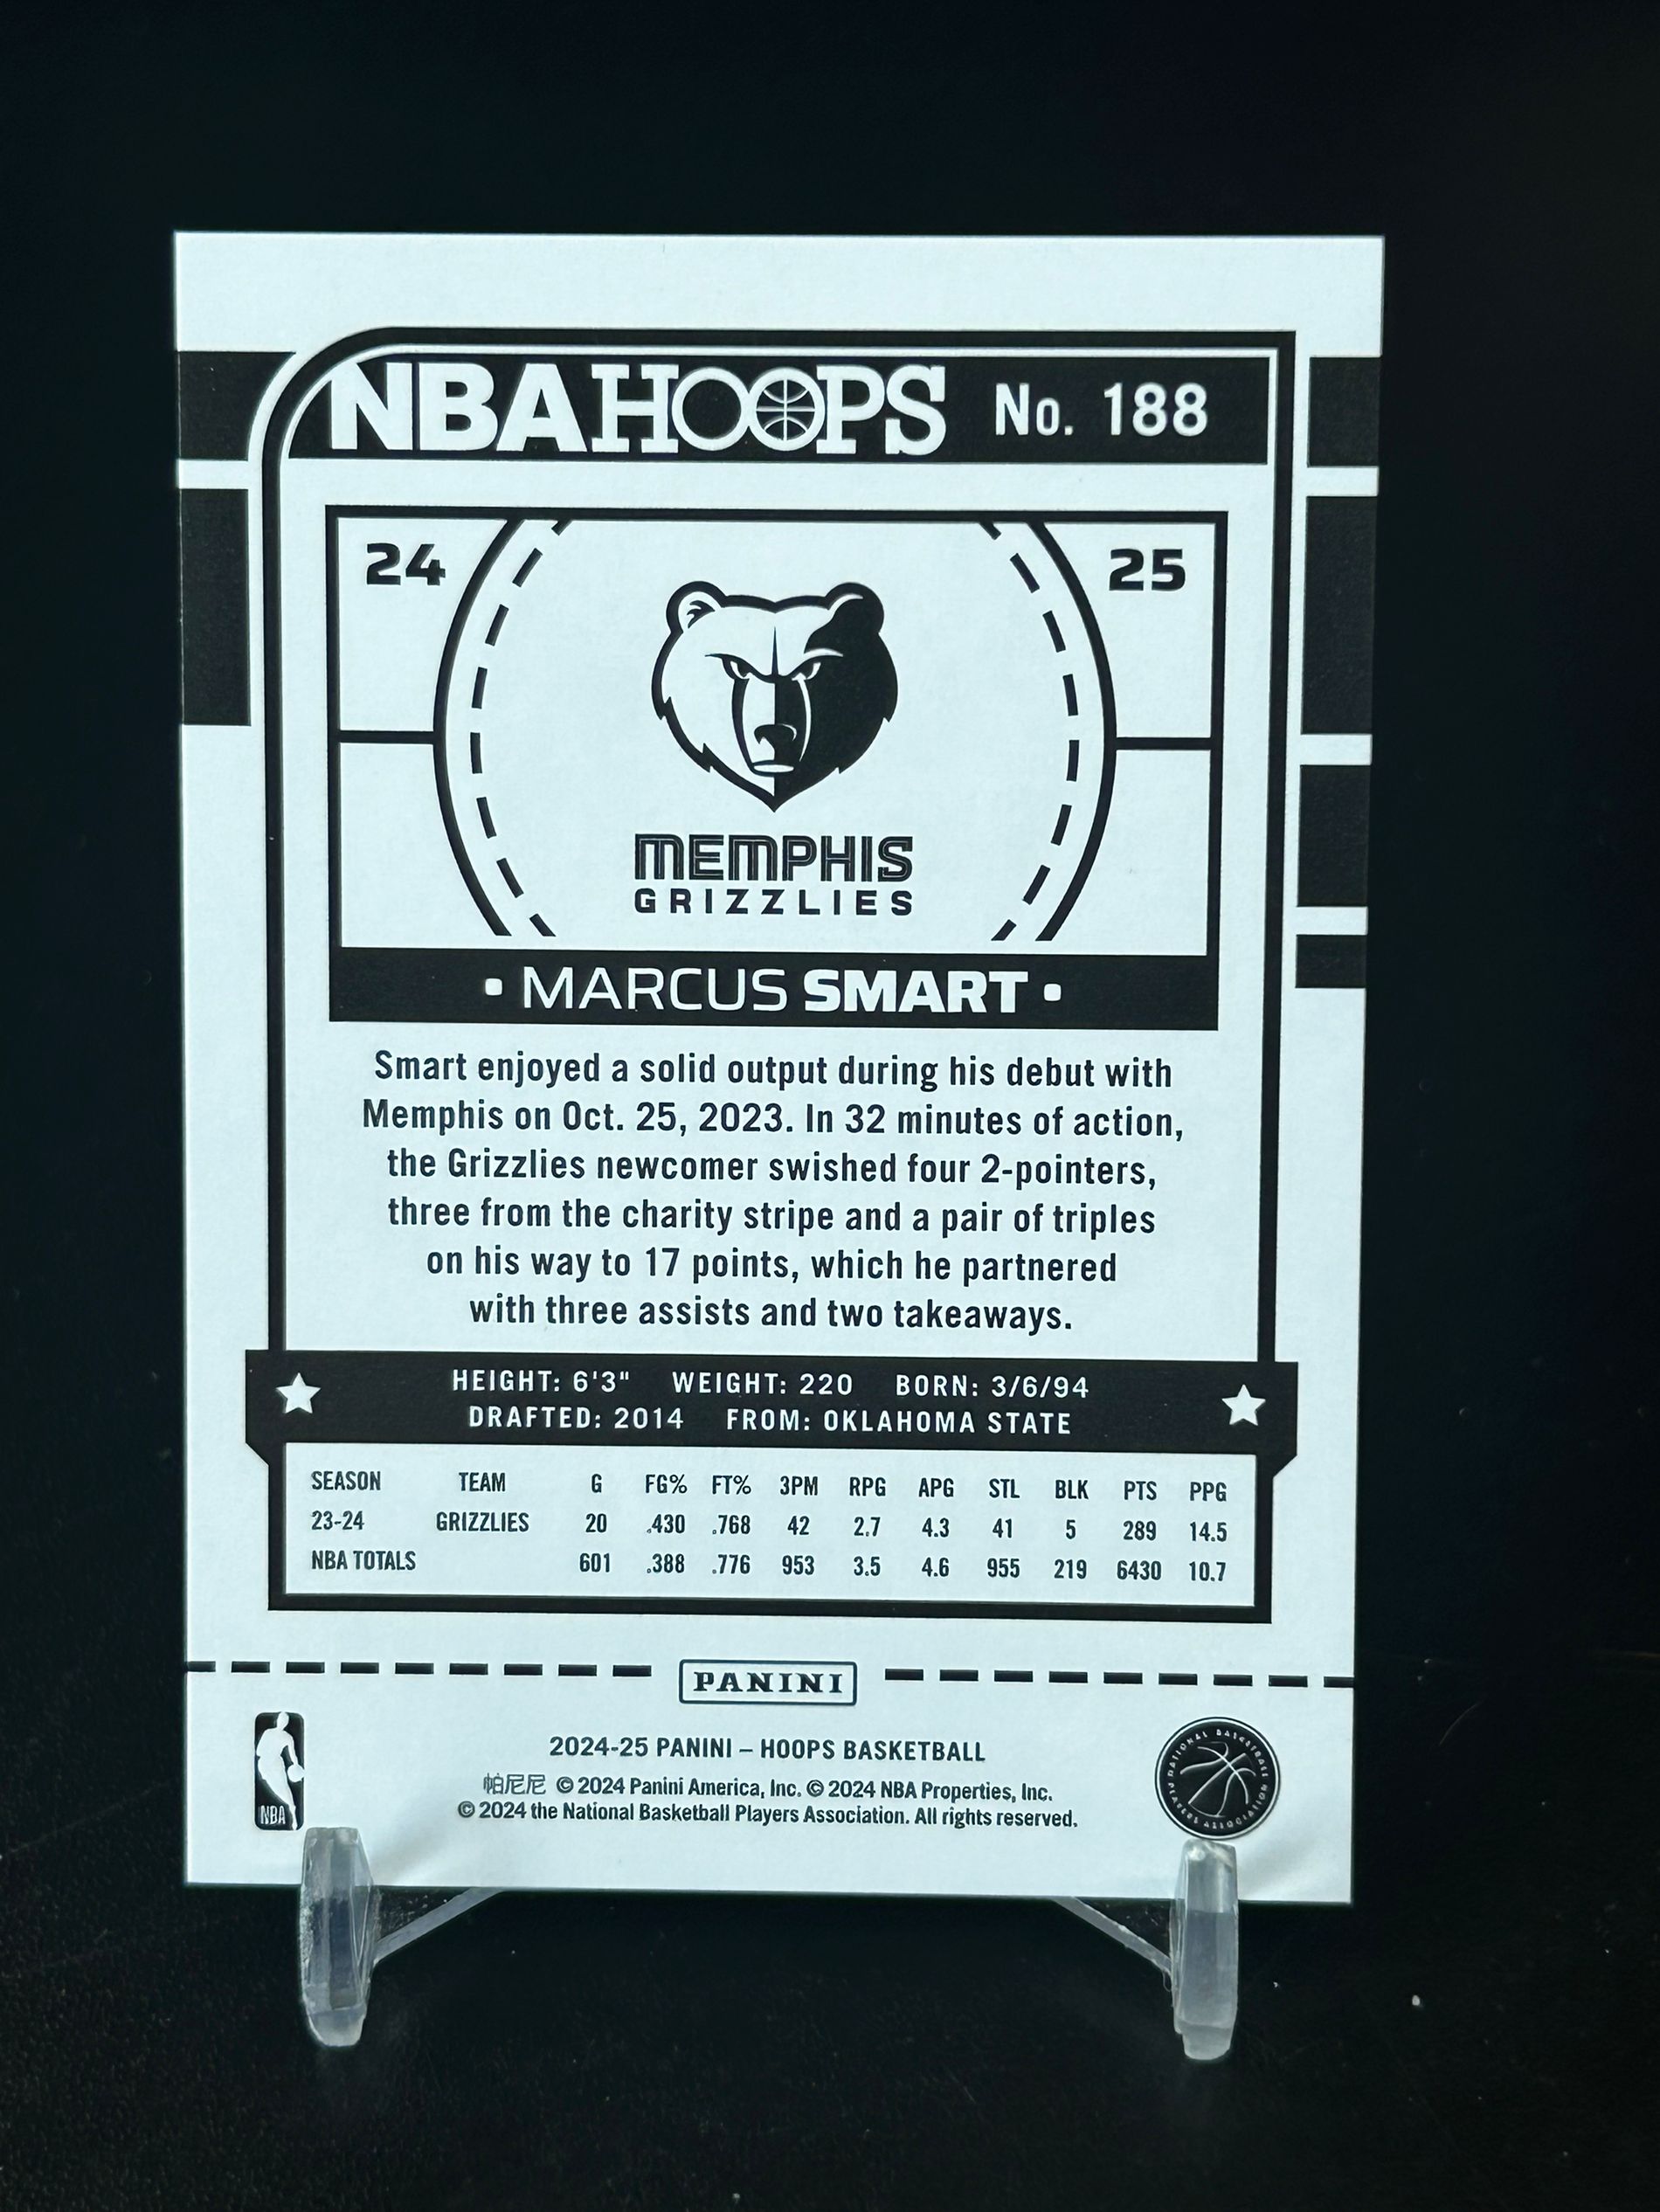 NBA HOOPS No. 188
24 25
MEMPHIS
GRIZZLIES
• MARCUS SMART •
Smart enjoyed a solid output during his debut with
Memphis on Oct. 25, 2023. In 32 minutes of action,
the Grizzlies newcomer swished four 2-pointers,
three from the charity stripe and a pair of triples
on his way to 17 points, which he partnered
with three assists and two takeaways.
HEIGHT: 6'3" WEIGHT: 220 BORN: 3/6/94
DRAFTED: 2014 FROM: OKLAHOMA STATE
SEASON TEAM G FG% FT% 3PM RPG APG STL BLK PTS PPG
23-24 GRIZZLIES 20 .430 .768 42 2.7 4.3 41 5 289 14.5
NBA TOTALS 601 .388 .776 953 3.5 4.6 955 219 6430 10.7
PANINI
2024-25 PANINI – HOOPS BASKETBALL
帕尼尼 © 2024 Panini America, Inc. © 2024 NBA Properties, Inc.
© 2024 the National Basketball Players Association. All rights reserved.
NBA
NATIONAL BASKETBALL PLAYERS ASSOCIATION